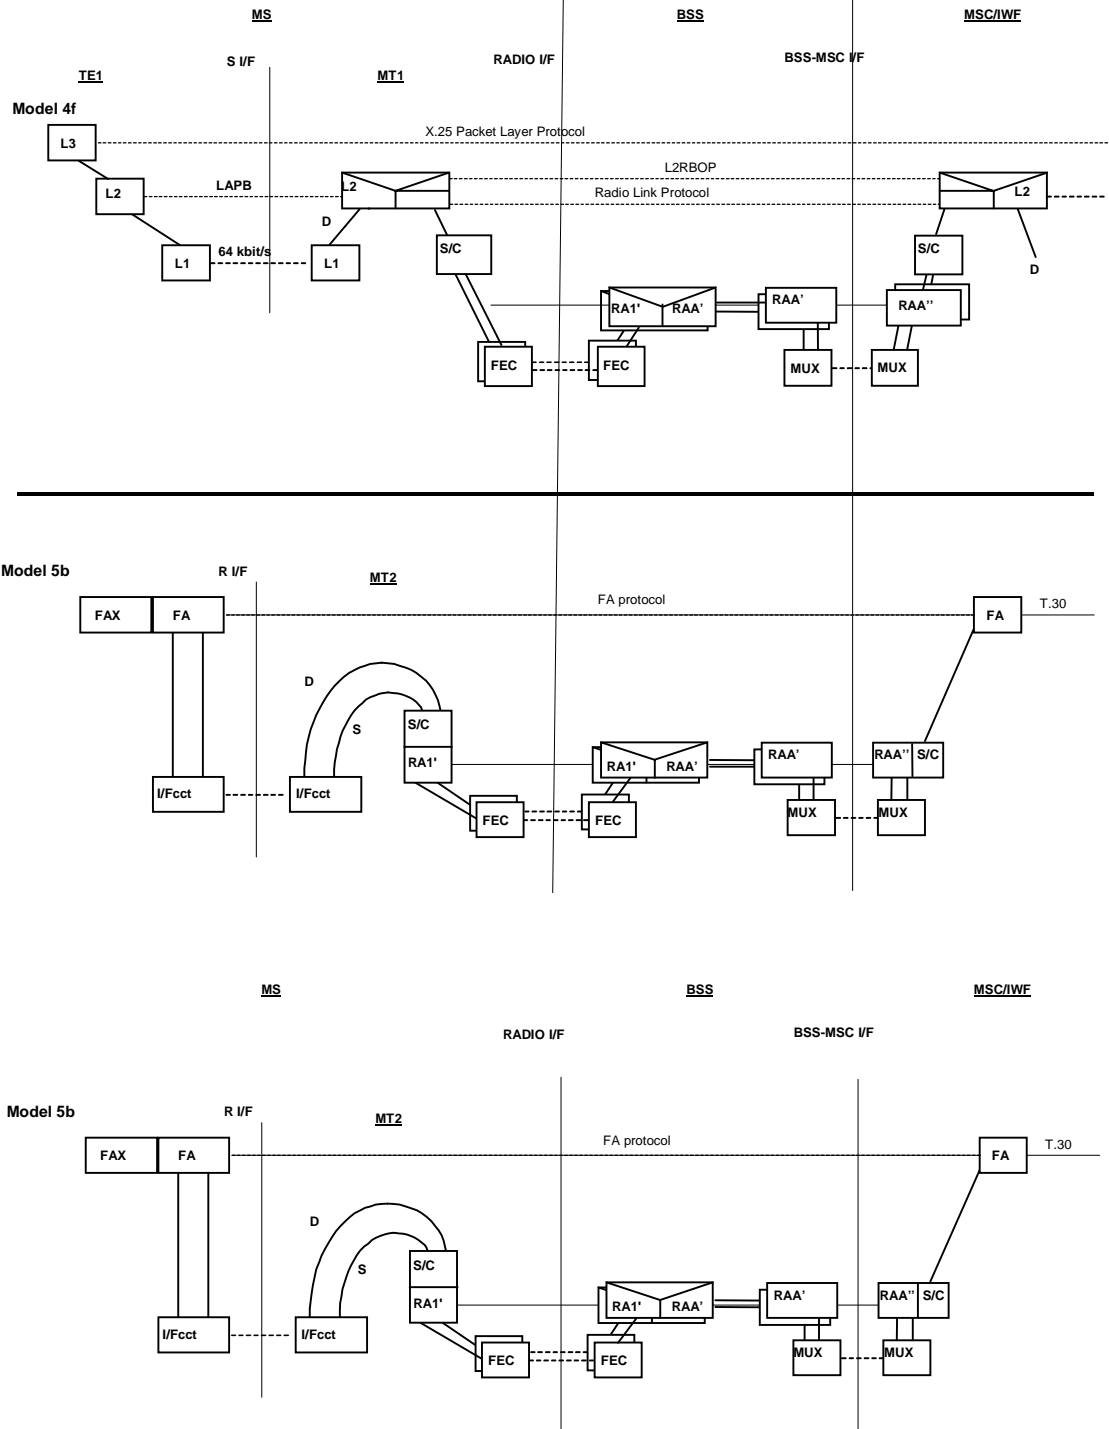 MS BSS MSC/IWF
S I/F RADIO I/F BSS-MSC I/F
TE1 MT1
Model 4f
L3 X.25 Packet Layer Protocol
L2RBOP
L2 LAPB L2 Radio Link Protocol L2
D
L1 64 kbit/s L1 S/C S/C D
RA1' RAA' RAA' RAA''
FEC FEC MUX MUX
Model 5b R I/F MT2
FAX FA FA protocol FA T.30
D
S S/C
RA1' RA1' RAA' RAA' RAA'' S/C
I/Fcct I/Fcct
FEC FEC MUX MUX
MS BSS MSC/IWF
RADIO I/F BSS-MSC I/F
Model 5b R I/F MT2
FAX FA FA protocol FA T.30
D
S S/C
RA1' RA1' RAA' RAA' RAA'' S/C
I/Fcct I/Fcct
FEC FEC MUX MUX